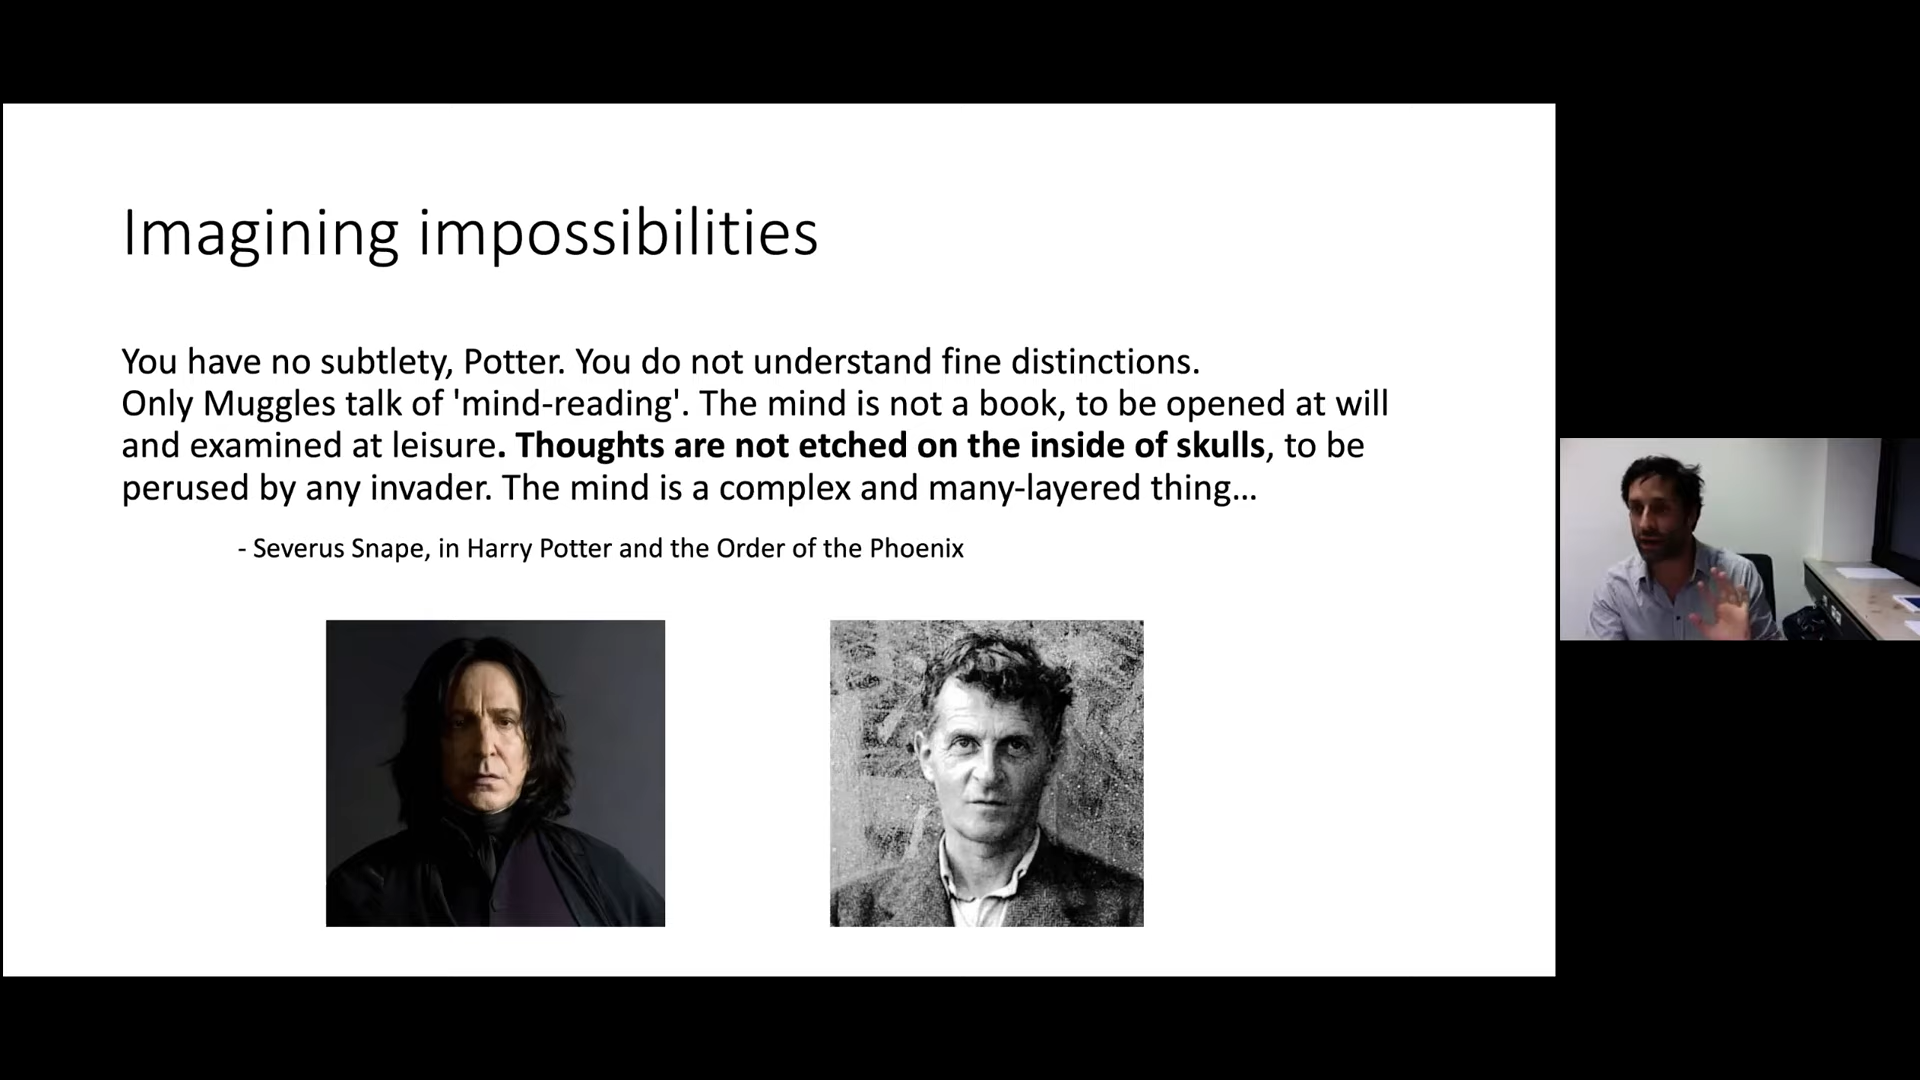 Imagining impossibilities
You have no subtlety, Potter. You do not understand fine distinctions.
Only Muggles talk of 'mind-reading'. The mind is not a book, to be opened at will
and examined at leisure. Thoughts are not etched on the inside of skulls, to be
perused by any invader. The mind is a complex and many-layered thing...
- Severus Snape, in Harry Potter and the Order of the Phoenix